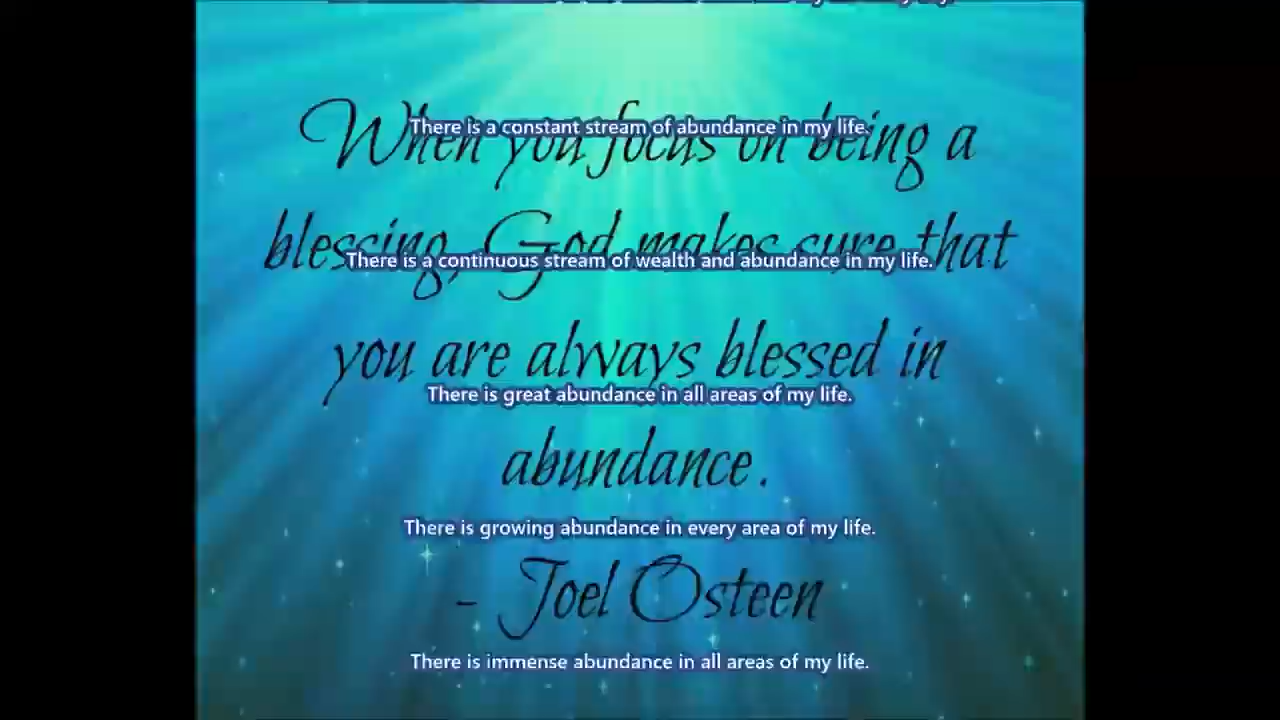 There is a constant stream of abundance in my life.
When you focus on being a
blessing, God makes sure that
There is a continuous stream of wealth and abundance in my life.
you are always blessed in
There is great abundance in all areas of my life.
abundance.
There is growing abundance in every area of my life.
- Joel Osteen
There is immense abundance in all areas of my life.